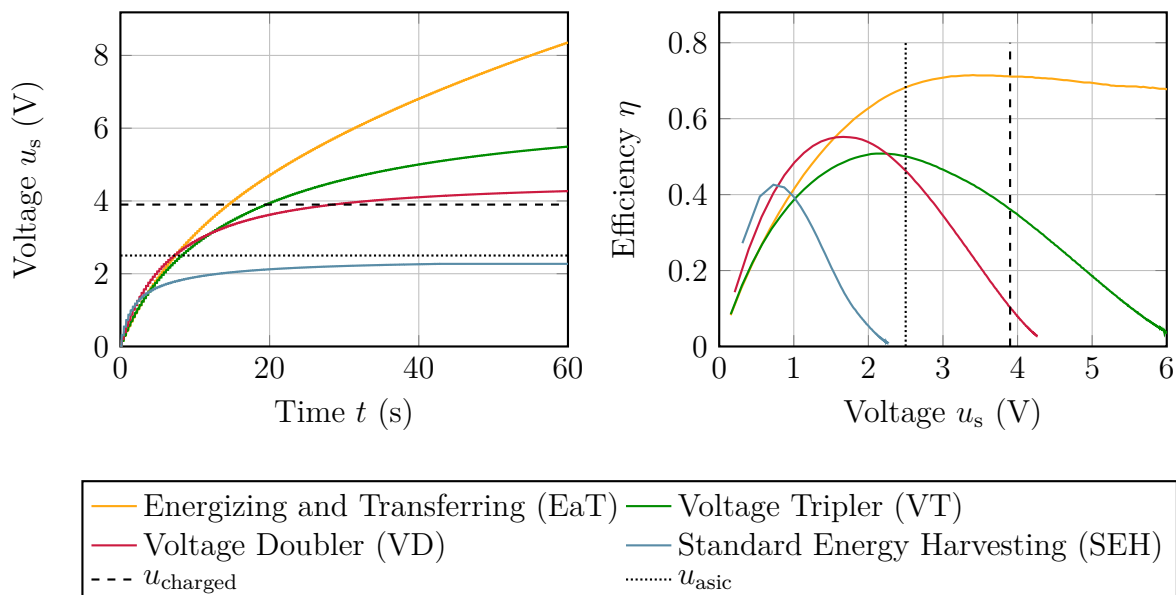 8
6
4
2
0
0
20
40
60
Voltage u_s (V)
Time t (s)
0.8
0.6
0.4
0.2
0
0
1
2
3
4
5
6
Efficiency η
Voltage u_s (V)
Energizing and Transferring (EaT)
Voltage Tripler (VT)
Voltage Doubler (VD)
Standard Energy Harvesting (SEH)
u_charged
u_asic